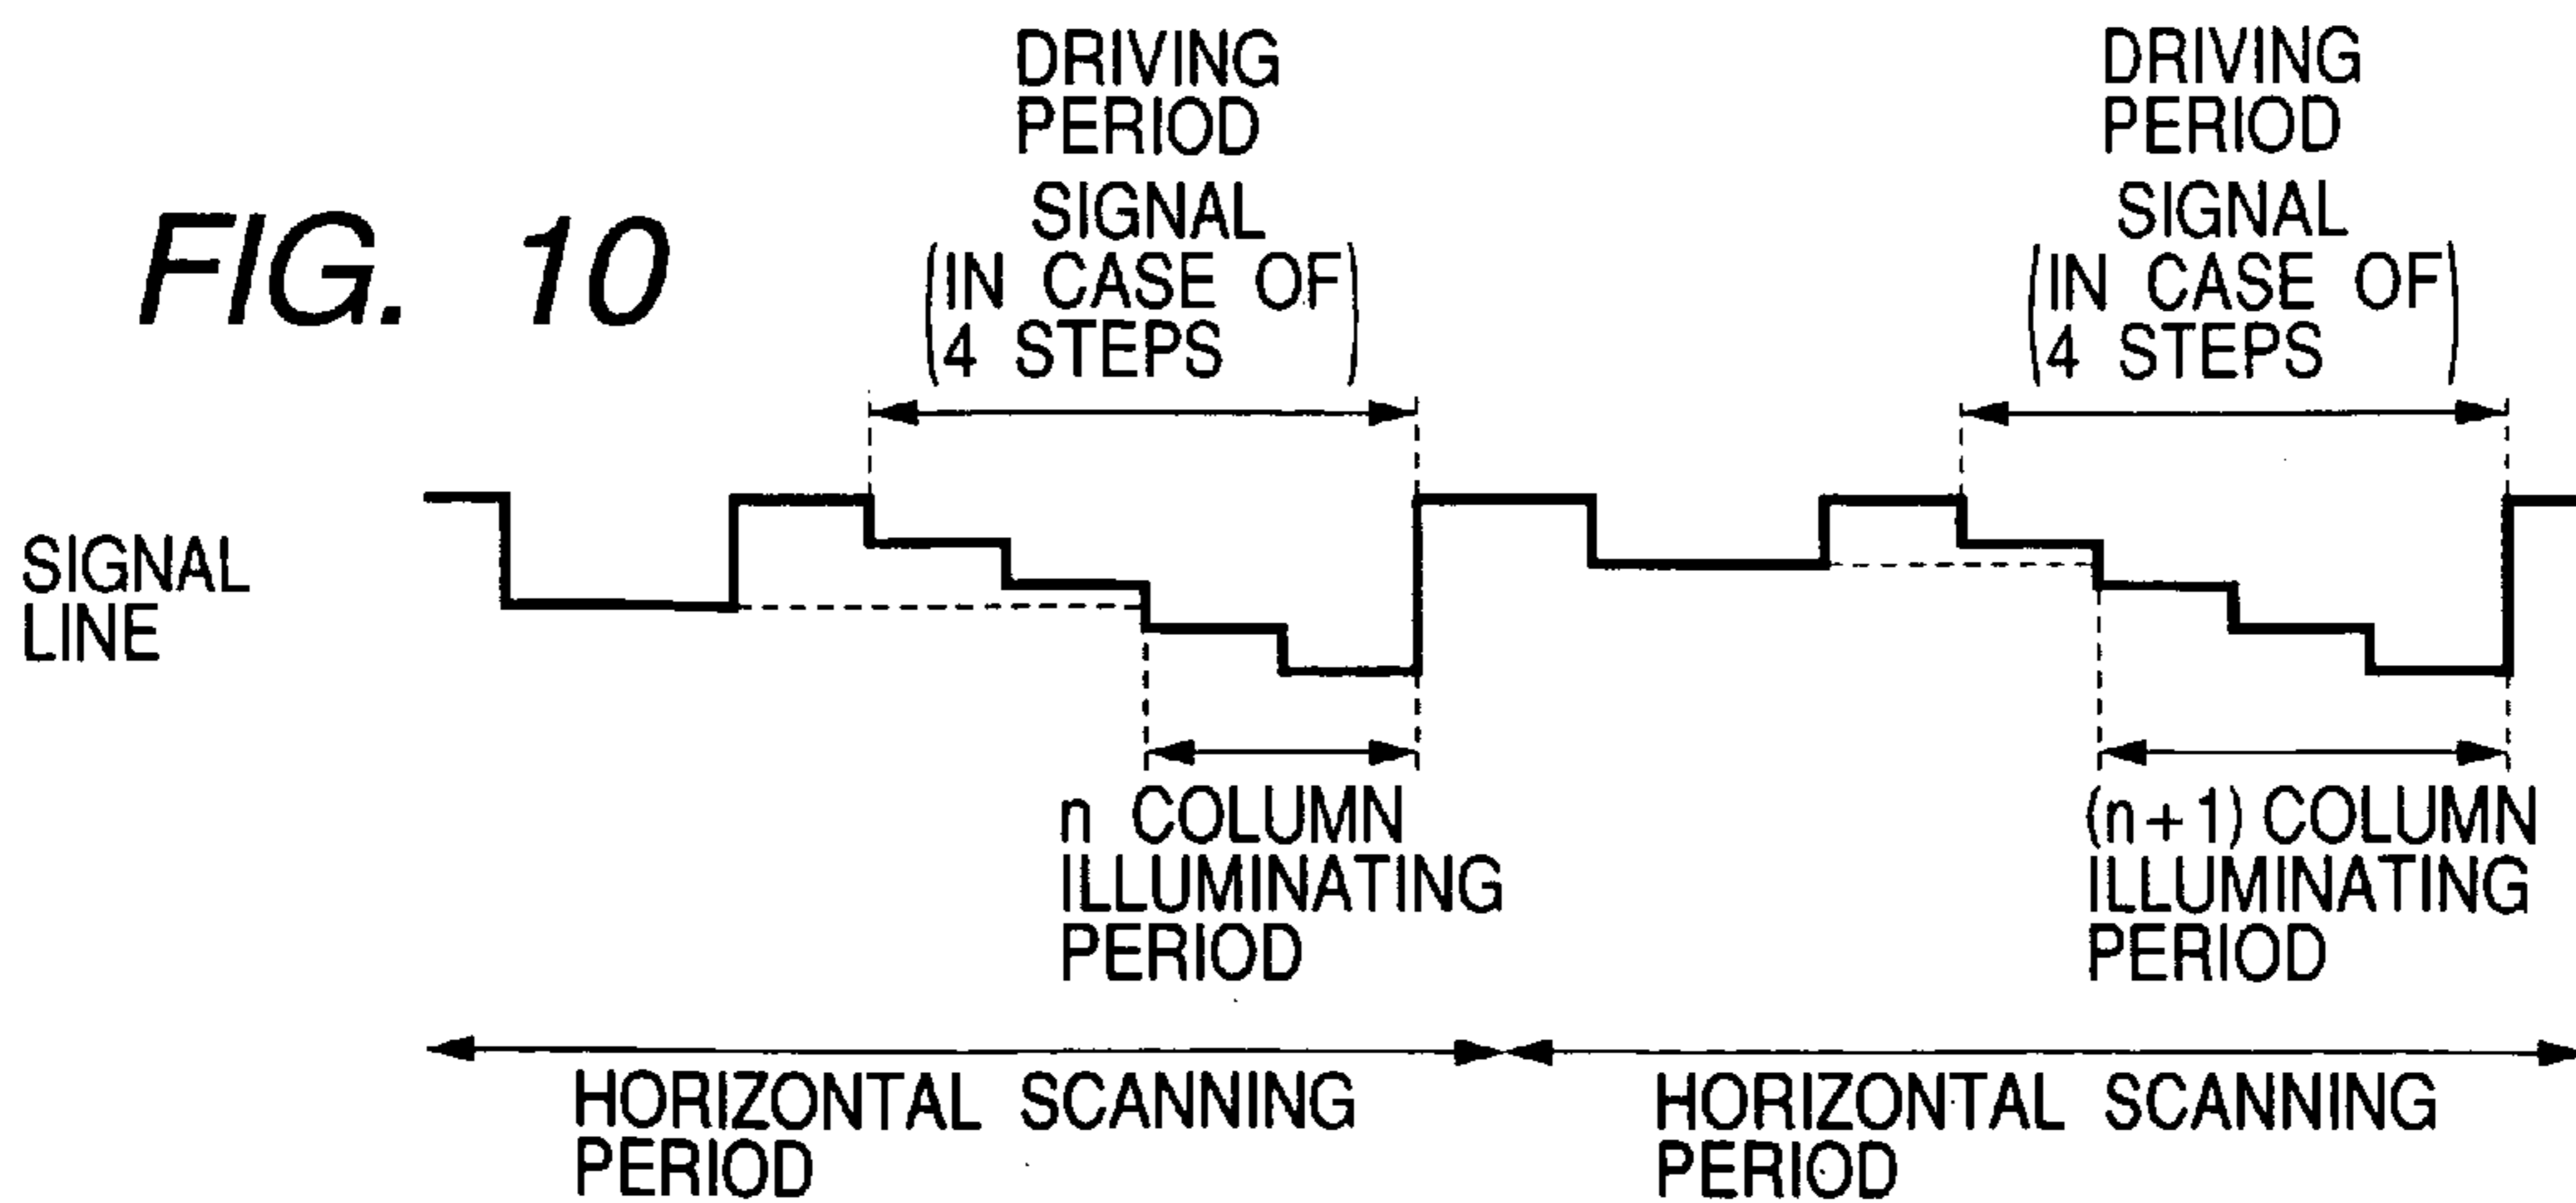 FIG. 10
DRIVING
PERIOD
SIGNAL
(IN CASE OF
4 STEPS)
DRIVING
PERIOD
SIGNAL
(IN CASE OF
4 STEPS)
SIGNAL
LINE
n COLUMN
ILLUMINATING
PERIOD
(n+1) COLUMN
ILLUMINATING
PERIOD
HORIZONTAL SCANNING
PERIOD
HORIZONTAL SCANNING
PERIOD